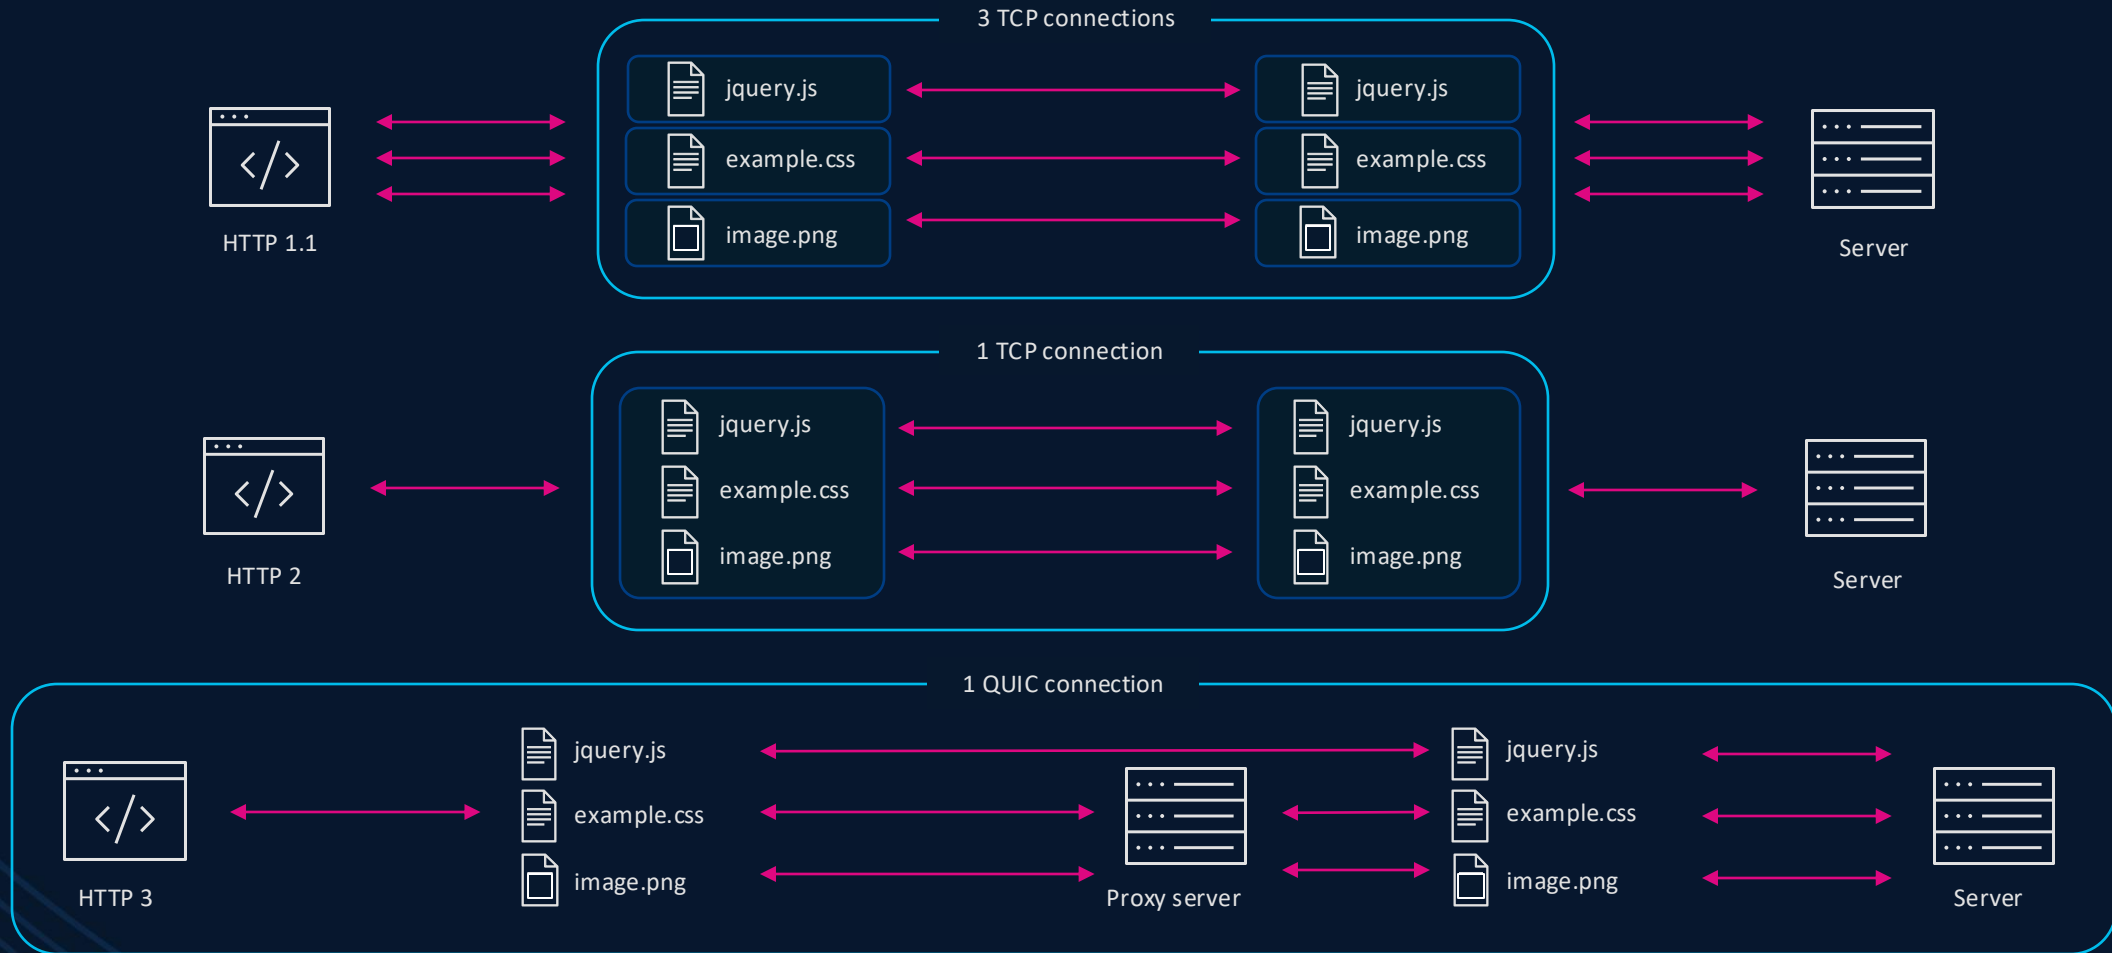 3 TCP connections
jquery.js
jquery.js
example.css
example.css
image.png
image.png
HTTP 1.1
Server
1 TCP connection
jquery.js
jquery.js
example.css
example.css
image.png
image.png
HTTP 2
Server
1 QUIC connection
jquery.js
jquery.js
example.css
example.css
image.png
image.png
HTTP 3
Proxy server
Server